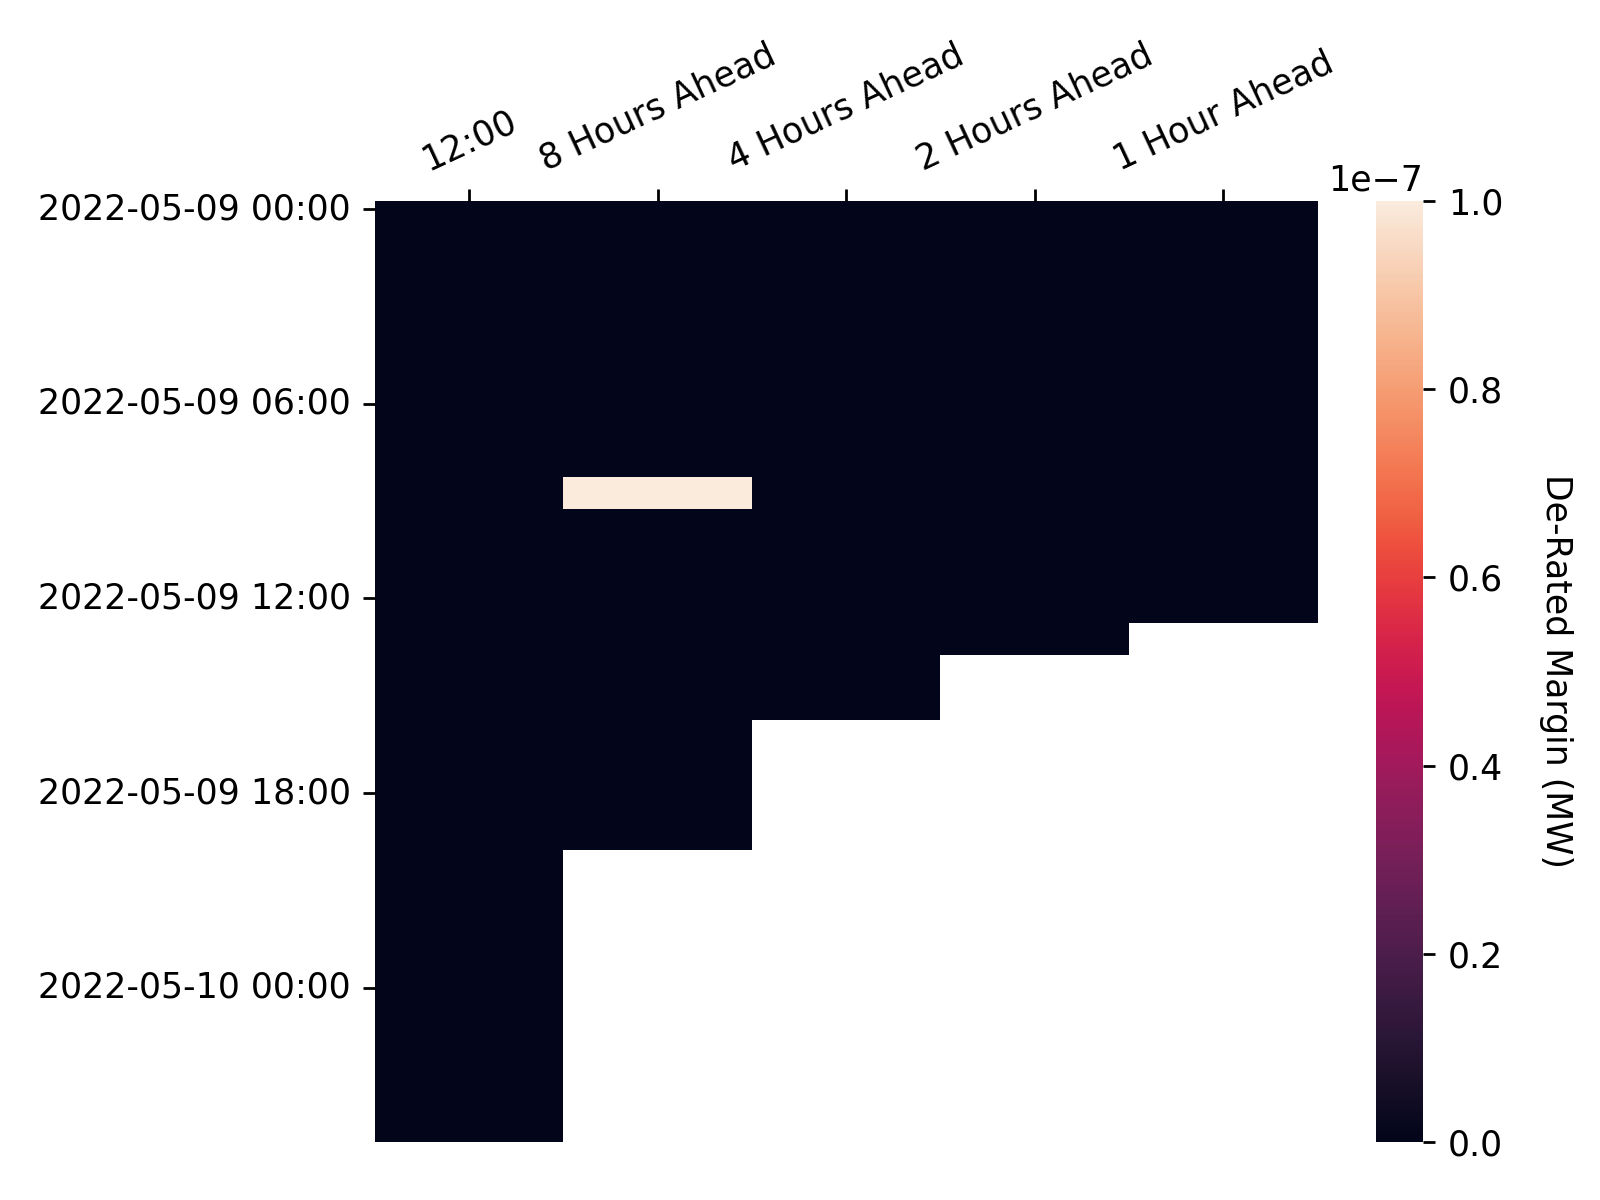 12:00
8 Hours Ahead
4 Hours Ahead
2 Hours Ahead
1 Hour Ahead
1e−7
2022-05-09 00:00
2022-05-09 06:00
2022-05-09 12:00
2022-05-09 18:00
2022-05-10 00:00
1.0
0.8
0.6
0.4
0.2
0.0
De-Rated Margin (MW)